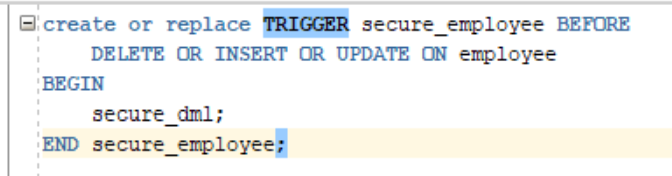 create or replace TRIGGER secure_employee BEFORE
DELETE OR INSERT OR UPDATE ON employee
BEGIN
secure_dml;
END secure_employee;